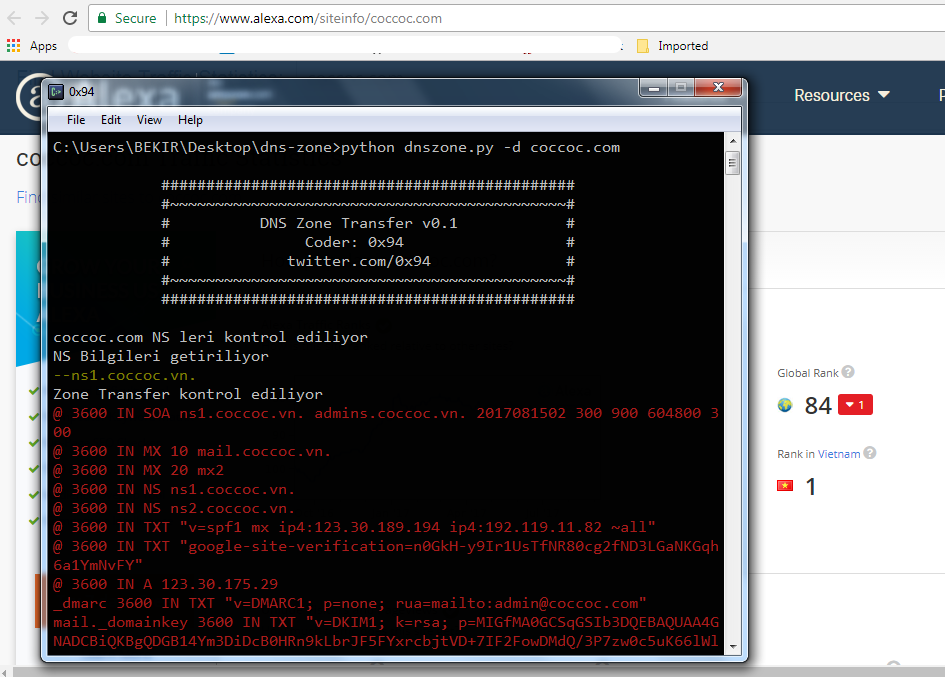 Secure https://www.alexa.com/siteinfo/coccoc.com
Apps Imported
Resources
0x94
File Edit View Help
C:\Users\BEKIR\Desktop\dns-zone>python dnszone.py -d coccoc.com
##############################################
#~~~~~~~~~~~~~~~~~~~~~~~~~~~~~~~~~~~~~~~~~~~~#
# DNS Zone Transfer v0.1 #
# Coder: 0x94 #
# twitter.com/0x94 #
#~~~~~~~~~~~~~~~~~~~~~~~~~~~~~~~~~~~~~~~~~~~~#
##############################################
coccoc.com NS leri kontrol ediliyor
NS Bilgileri getiriliyor
--ns1.coccoc.vn.
Zone Transfer kontrol ediliyor
@ 3600 IN SOA ns1.coccoc.vn. admins.coccoc.vn. 2017081502 300 900 604800 3
00
@ 3600 IN MX 10 mail.coccoc.vn.
@ 3600 IN MX 20 mx2
@ 3600 IN NS ns1.coccoc.vn.
@ 3600 IN NS ns2.coccoc.vn.
@ 3600 IN TXT "v=spf1 mx ip4:123.30.189.194 ip4:192.119.11.82 ~all"
@ 3600 IN TXT "google-site-verification=n0GkH-y9Ir1UsTfNR80cg2fND3LGaNKGqh
6a1YmNvFY"
@ 3600 IN A 123.30.175.29
_dmarc 3600 IN TXT "v=DMARC1; p=none; rua=mailto:admin@coccoc.com"
mail._domainkey 3600 IN TXT "v=DKIM1; k=rsa; p=MIGfMA0GCSqGSIb3DQEBAQUAA4G
NADCBiQKBgQDGB14Ym3DiDcB0HRn9kLbrJF5FYxrcbjtVD+7IF2FowDMdQ/3P7zw0c5uK66lWl
Global Rank
84 1
Rank in Vietnam
1